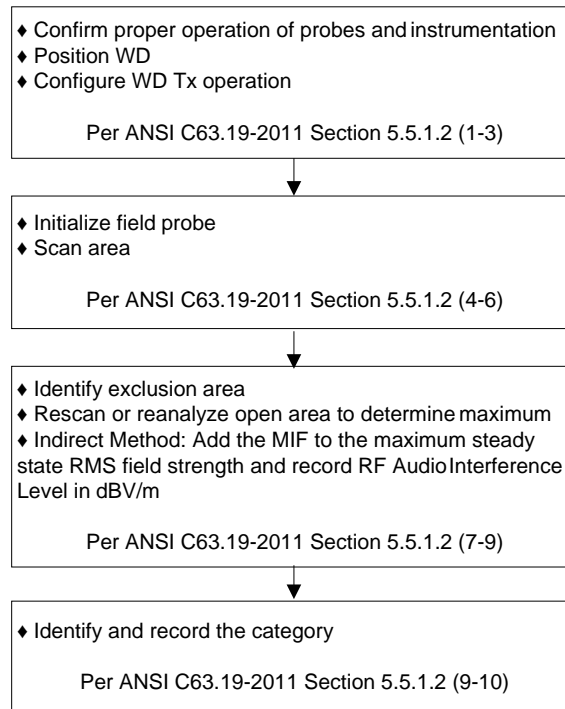 ♦ Confirm proper operation of probes and instrumentation
♦ Position WD
♦ Configure WD Tx operation
Per ANSI C63.19-2011 Section 5.5.1.2 (1-3)
♦ Initialize field probe
♦ Scan area
Per ANSI C63.19-2011 Section 5.5.1.2 (4-6)
♦ Identify exclusion area
♦ Rescan or reanalyze open area to determine maximum
♦ Indirect Method: Add the MIF to the maximum steady
state RMS field strength and record RF Audio Interference
Level in dBV/m
Per ANSI C63.19-2011 Section 5.5.1.2 (7-9)
♦ Identify and record the category
Per ANSI C63.19-2011 Section 5.5.1.2 (9-10)